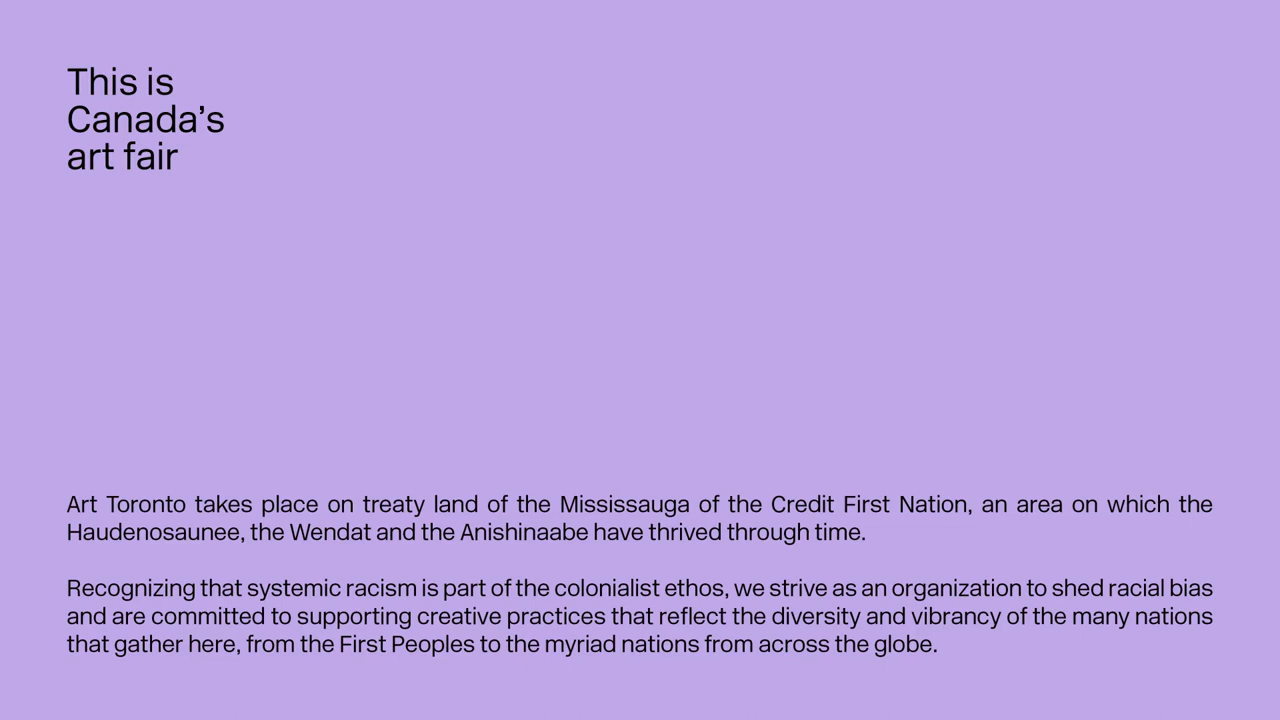 This is
Canada’s
art fair
Art Toronto takes place on treaty land of the Mississauga of the Credit First Nation, an area on which the
Haudenosaunee, the Wendat and the Anishinaabe have thrived through time.
Recognizing that systemic racism is part of the colonialist ethos, we strive as an organization to shed racial bias
and are committed to supporting creative practices that reflect the diversity and vibrancy of the many nations
that gather here, from the First Peoples to the myriad nations from across the globe.